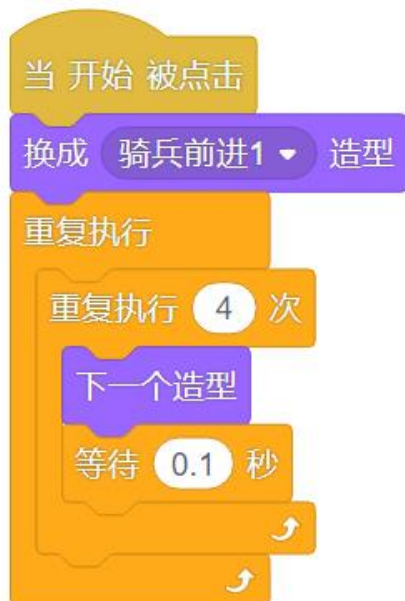 当 开始 被点击
换成 骑兵前进1 造型
重复执行
重复执行 4 次
下一个造型
等待 0.1 秒